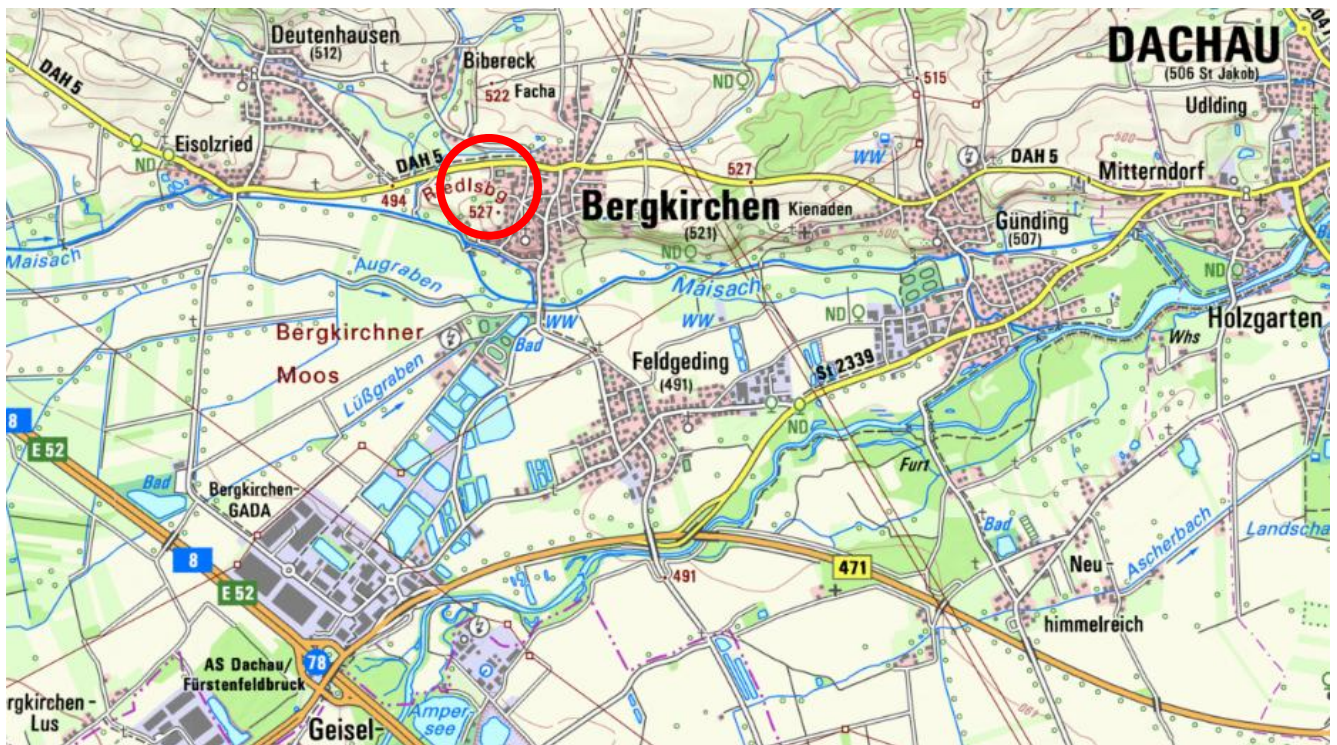 Deutenhausen
(512)
Bibereck
522 Facha
ND
515
DACHAU
(506 St Jakob)
Udlding
DAH 5
Eisolzried
ND
DAH 5
494
Riedlsbg
527
WW
527
DAH 5
500
Mitterndorf
R
Bergkirchen
(521)
Kienaden
500
Günding
(507)
ND
Maisach
Augraben
Maisach
ND
Bergkirchner
Moos
Lüßgraben
Bad
WW
WW
ND
Holzgarten
Whs
Feldgeding
(491)
St 2339
ND
8
E 52
Bad
Bergkirchen-
GADA
Furt
Bad
Ascherbach
Landscha
8
E 52
491
471
Neu-
himmelreich
AS Dachau/
Fürstenfeldbruck
78
490
rgkirchen-
Lus
Geisel-
Amper-
see